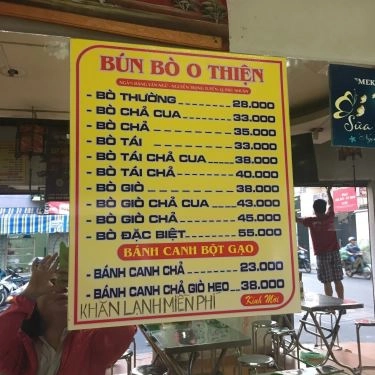 BÚN BÒ O THIỆN
- BÒ THƯỜNG 28.000
- BÒ CHẢ CUA 33.000
- BÒ CHẢ 35.000
- BÒ TÁI 33.000
- BÒ TÁI CHẢ CUA 38.000
- BÒ TÁI CHẢ 40.000
- BÒ GIÒ 38.000
- BÒ GIÒ CHẢ CUA 43.000
- BÒ GIÒ CHẢ 45.000
- BÒ ĐẶC BIỆT 55.000
BÁNH CANH BỘT GẠO
- BÁNH CANH CHẢ 23.000
- BÁNH CANH CHẢ GIÒ HEO 38.000
KHĂN LẠNH MIỄN PHÍ
Kính Mời
"MEK
Sữa